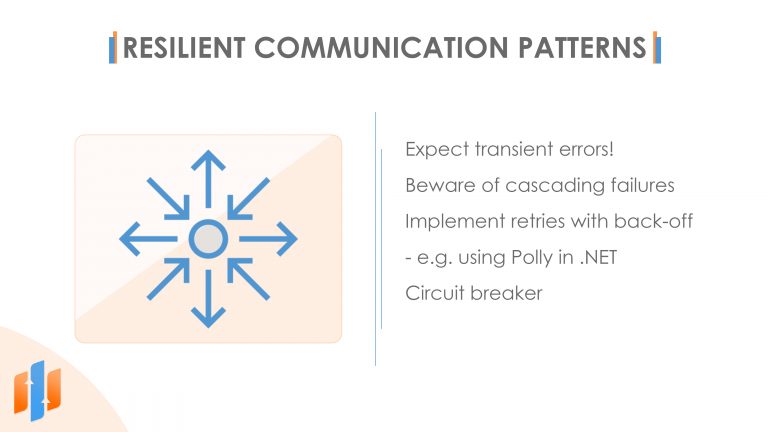 RESILIENT COMMUNICATION PATTERNS
Expect transient errors!
Beware of cascading failures
Implement retries with back-off
- e.g. using Polly in .NET
Circuit breaker